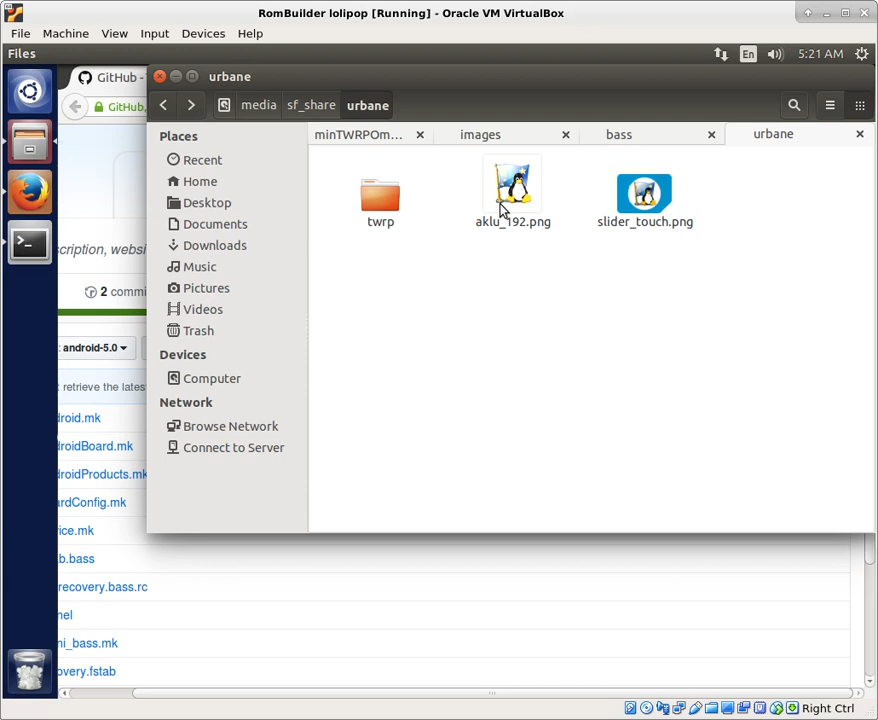 RomBuilder lolipop [Running] - Oracle VM VirtualBox
File Machine View Input Devices Help
Files
En
5:21 AM
GitHub -
urbane
GitHub,
media sf_share urbane
Places
minTWRPOm... images bass urbane
Recent
Home
Desktop
Documents
Downloads
Music
Pictures
Videos
Trash
Devices
Computer
Network
Browse Network
Connect to Server
twrp
aklu_192.png
slider_touch.png
scription, websi
2 commi
android-5.0
retrieve the lates
droid.mk
droidBoard.mk
droidProducts.mk
ardConfig.mk
vice.mk
ab.bass
recovery.bass.rc
nel
ni_bass.mk
overy.fstab
Right Ctrl